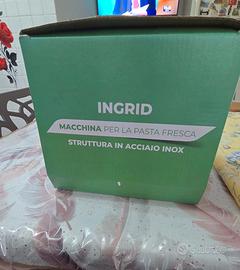 INGRID
MACCHINA PER LA PASTA FRESCA
STRUTTURA IN ACCIAIO INOX